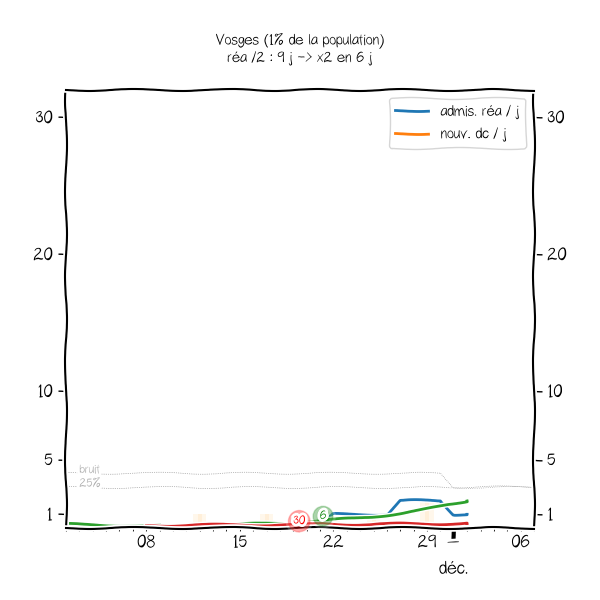 Vosges (1% de la population)
réa /2 : 9 j -> x2 en 6 j
admis. réa / j
nouv. dc / j
30 30
20 20
10 10
5 5
bruit
25%
1 1
30 6
08 15 22 29 06
déc.